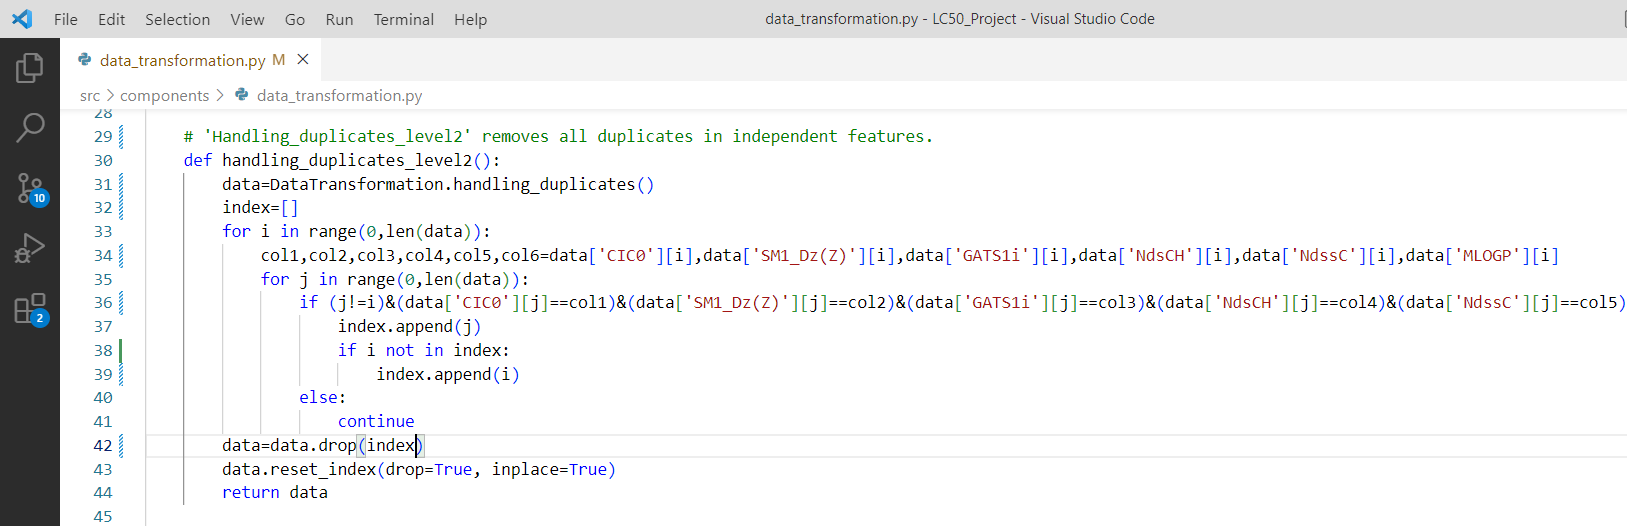 File Edit Selection View Go Run Terminal Help data_transformation.py - LC50_Project - Visual Studio Code
data_transformation.py M
src > components > data_transformation.py
28
29 # 'Handling_duplicates_level2' removes all duplicates in independent features.
30 def handling_duplicates_level2():
31 data=DataTransformation.handling_duplicates()
32 index=[]
33 for i in range(0,len(data)):
34 col1,col2,col3,col4,col5,col6=data['CIC0'][i],data['SM1_Dz(Z)'][i],data['GATS1i'][i],data['NdsCH'][i],data['NdssC'][i],data['MLOGP'][i]
35 for j in range(0,len(data)):
36 if (j!=i)&(data['CIC0'][j]==col1)&(data['SM1_Dz(Z)'][j]==col2)&(data['GATS1i'][j]==col3)&(data['NdsCH'][j]==col4)&(data['NdssC'][j]==col5)
37 index.append(j)
38 if i not in index:
39 index.append(i)
40 else:
41 continue
42 data=data.drop(index)
43 data.reset_index(drop=True, inplace=True)
44 return data
45
10
2